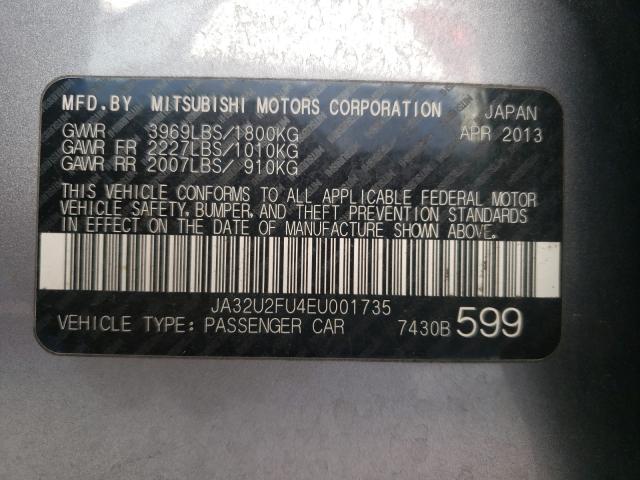 MFD.BY MITSUBISHI MOTORS CORPORATION JAPAN
GWWR 3969LBS/1800KG APR 2013
GAWR FR 2227LBS/1010KG
GAWR RR 2007LBS/ 910KG
THIS VEHICLE CONFORMS TO ALL APPLICABLE FEDERAL MOTOR
VEHICLE SAFETY, BUMPER, AND THEFT PREVENTION STANDARDS
IN EFFECT ON THE DATE OF MANUFACTURE SHOWN ABOVE.
JA32U2FU4EU001735
VEHICLE TYPE: PASSENGER CAR 7430B 599